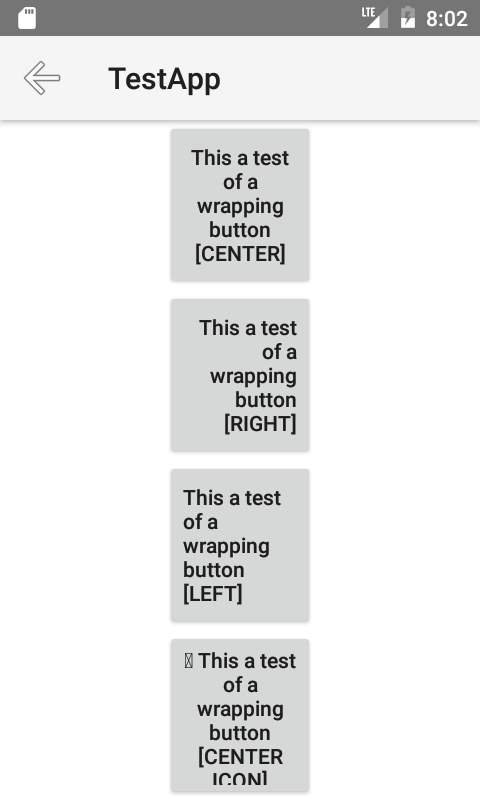 LTE 8:02
TestApp
This a test
of a
wrapping
button
[CENTER]
This a test
of a
wrapping
button
[RIGHT]
This a test
of a
wrapping
button
[LEFT]
This a test
of a
wrapping
button
[CENTER
ICON]